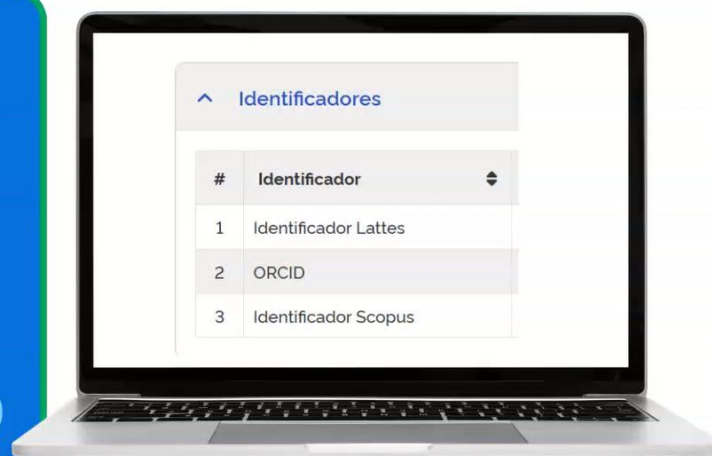 Identificadores
# Identificador
1 Identificador Lattes
2 ORCID
3 Identificador Scopus